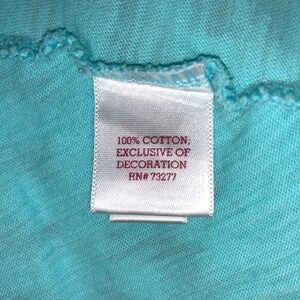 100% COTTON;
EXCLUSIVE OF
DECORATION
RN# 73277